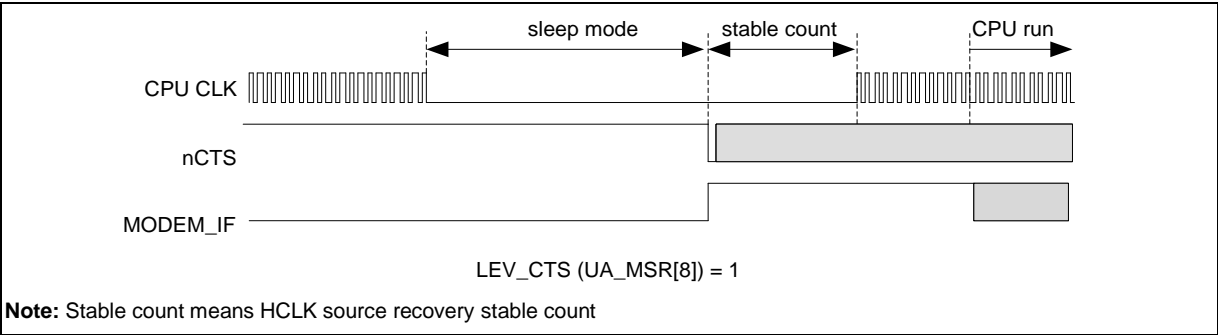 sleep mode stable count CPU run
CPU CLK
nCTS
MODEM_IF
LEV_CTS (UA_MSR[8]) = 1
Note: Stable count means HCLK source recovery stable count